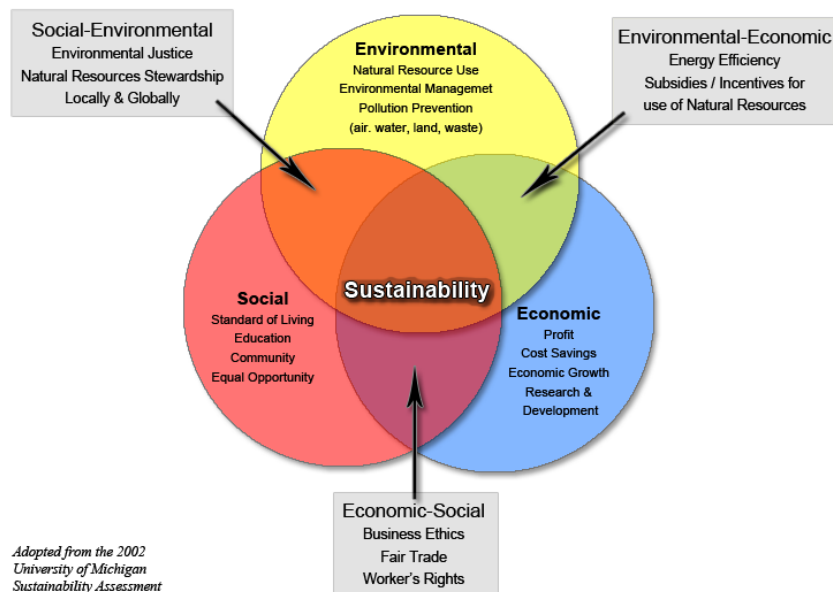 Social-Environmental
Environmental Justice
Natural Resources Stewardship
Locally & Globally
Environmental
Natural Resource Use
Environmental Managemet
Pollution Prevention
(air. water, land, waste)
Environmental-Economic
Energy Efficiency
Subsidies / Incentives for
use of Natural Resources
Sustainability
Social
Standard of Living
Education
Community
Equal Opportunity
Economic
Profit
Cost Savings
Economic Growth
Research &
Development
Economic-Social
Business Ethics
Fair Trade
Worker's Rights
Adopted from the 2002
University of Michigan
Sustainability Assessment